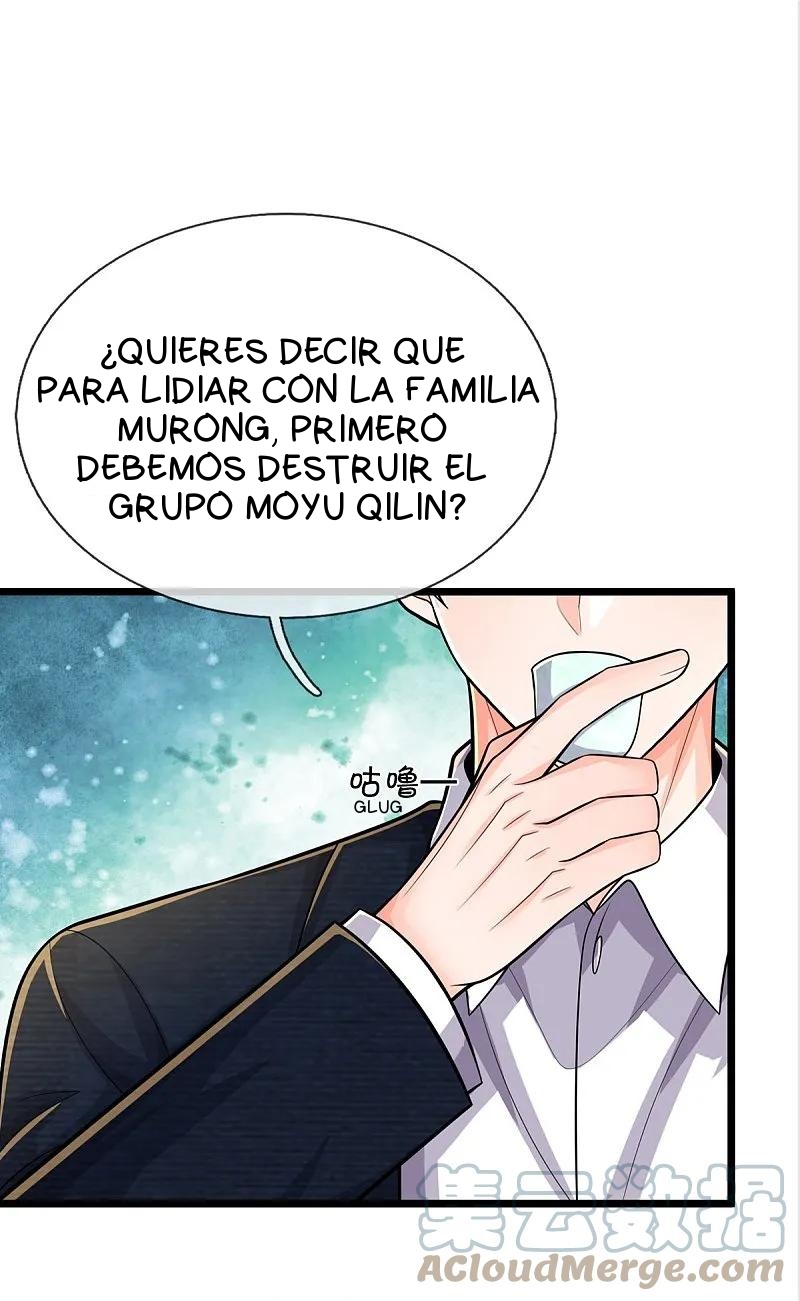 ¿QUIERES DECIR QUE
PARA LIDIAR CON LA FAMILIA
MURONG, PRIMERO
DEBEMOS DESTRUIR EL
GRUPO MOYU QILIN?
咕噜—
GLUG
集云数据
ACloudMerge.com